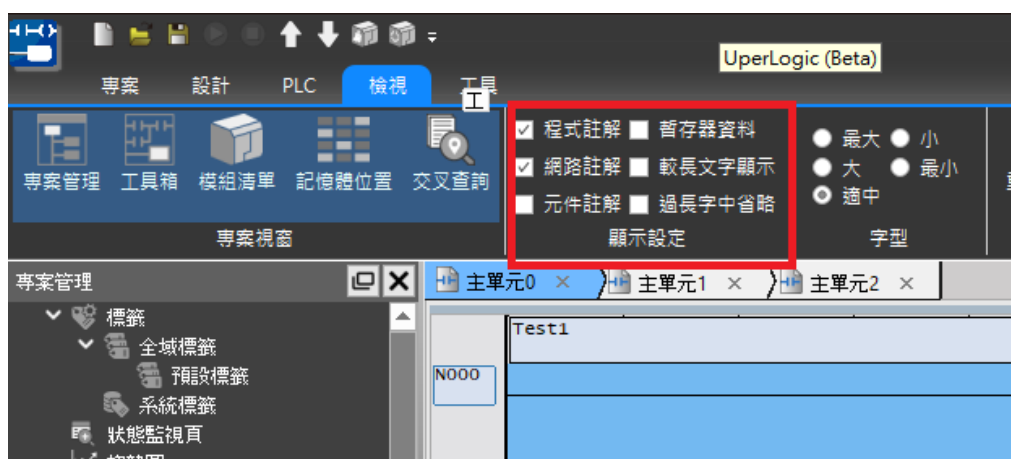 UperLogic (Beta)
專案 設計 PLC 檢視 工具
工
專案管理 工具箱 模組清單 記憶體位置 交叉查詢
專案視窗
程式註解 暫存器資料
網路註解 較長文字顯示
元件註解 過長字中省略
顯示設定
最大 小
大 最小
適中
字型
專案管理
標籤
全域標籤
預設標籤
系統標籤
狀態監視頁
主單元0 主單元1 主單元2
Test1
N000